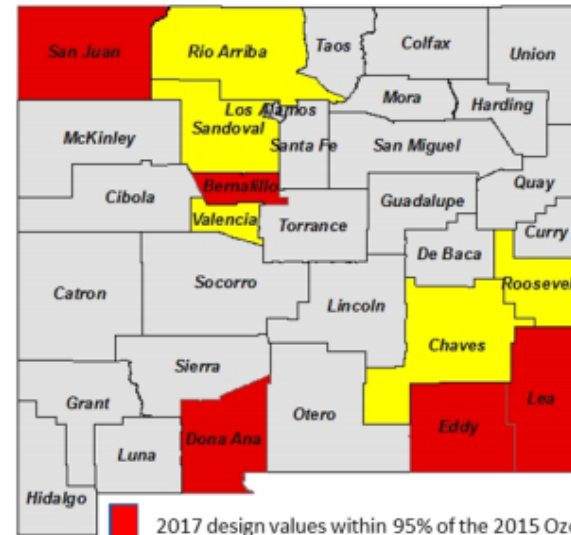 San Juan
Rio Arriba
Taos
Colfax
Union
Los Alamos
Mora
Harding
Sandoval
McKinley
Santa Fe
San Miguel
Bernalillo
Quay
Cibola
Guadalupe
Valencia
Torrance
Curry
De Baca
Socorro
Roosevel
Catron
Lincoln
Chaves
Sierra
Lea
Grant
Otero
Eddy
Dona Ana
Luna
Hidalgo
2017 design values within 95% of the 2015 Ozo